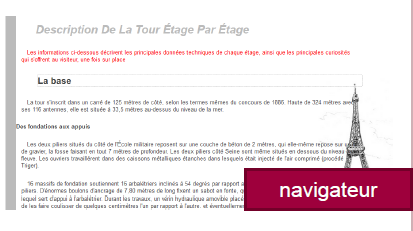 Description De La Tour Étage Par Étage
Les informations ci-dessous décrivent les principales données techniques de chaque étage, ainsi que les principales curiosités
qui s'offrent au visiteur une fois sur place
La base
La tour s'inscrit dans un carré de 125 mètres de côté, selon les termes mêmes du concours de 1886. Haute de 324 mètres avec
ses 116 antennes, elle est située à 33,5 mètres au-dessus du niveau de la mer.
Des fondations aux appuis
Les deux piliers situés du côté de l'École militaire reposent sur une couche de béton de 2 mètres, qui elle-même repose sur un
de gravier, la fosse faisant en tout 7 mètres de profondeur. Les deux piliers côté Seine sont même situés en dessous du niveau
fleuve. Les ouvriers travaillèrent dans des caissons métalliques étanches dans lesquels était injecté de l'air comprimé (procédé
Triger).
16 massifs de fondation soutiennent 16 arbalétriers inclinés à 54 degrés par rapport à
piliers. D'énormes boulons d'ancrage de 7,80 mètres de long fixent un sabot en fonte,
lequel sert d'appui à l'arbalétrier. Durant les travaux, un vérin hydraulique amovible placé
de les faire coulisser de quelques centimètres l'un par rapport à l'autre, et éventuellement
navigateur